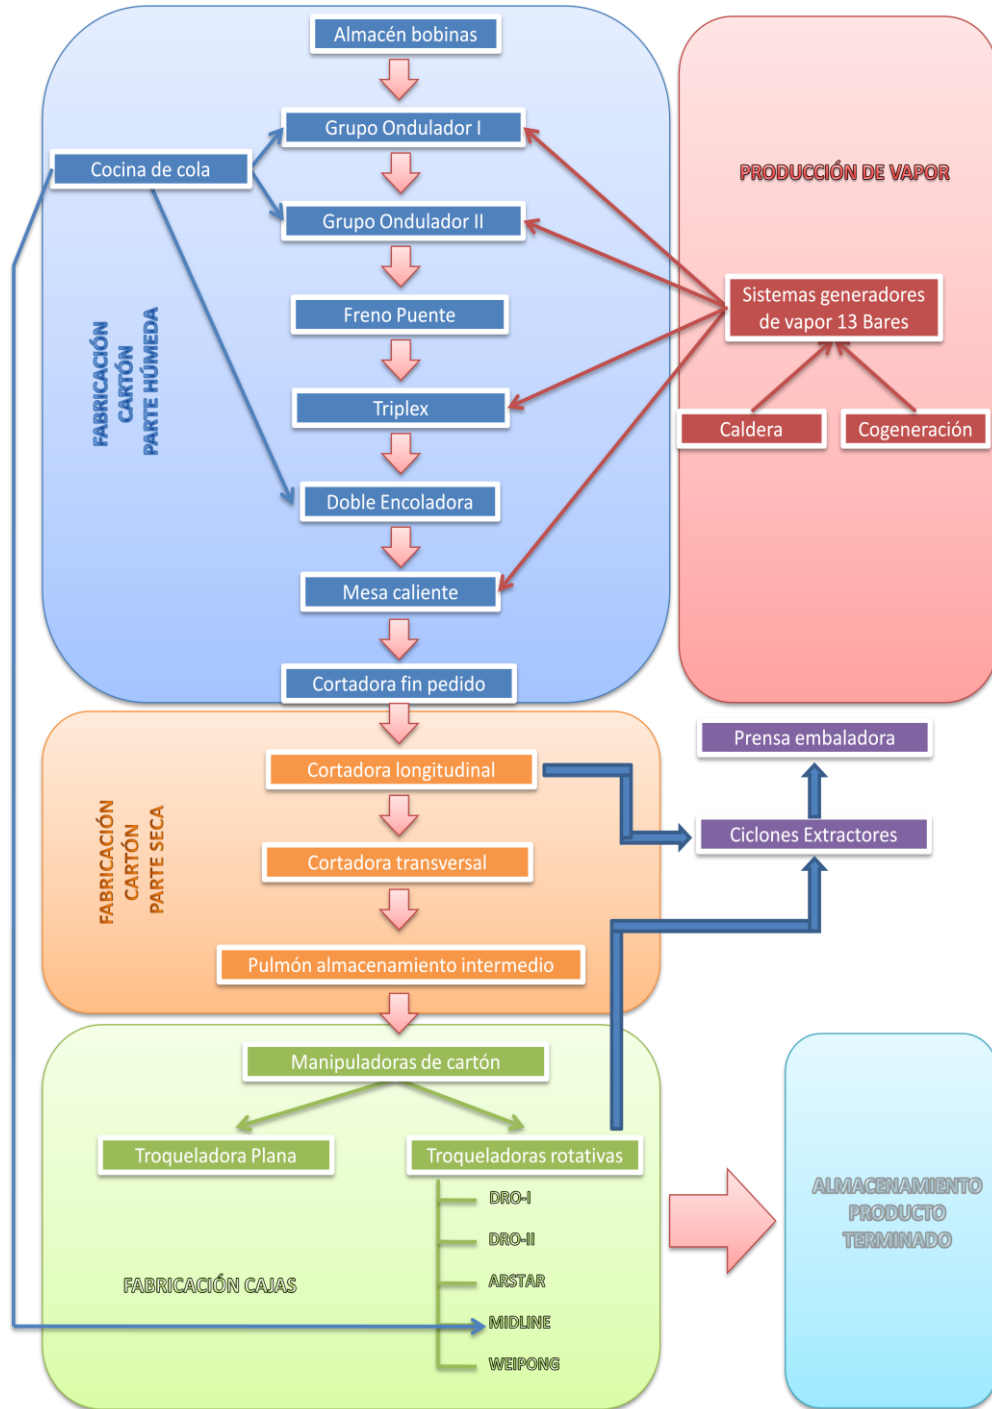 Almacén bobinas
Grupo Ondulador I
Cocina de cola
Grupo Ondulador II
Freno Puente
Triplex
Doble Encoladora
Mesa caliente
Cortadora fin pedido
FABRICACIÓN
CARTÓN
PARTE HÚMEDA
PRODUCCIÓN DE VAPOR
Sistemas generadores
de vapor 13 Bares
Caldera
Cogeneración
Prensa embaladora
Ciclones Extractores
Cortadora longitudinal
Cortadora transversal
Pulmón almacenamiento intermedio
FABRICACIÓN
CARTÓN
PARTE SECA
Manipuladoras de cartón
Troqueladora Plana
Troqueladoras rotativas
DRO-I
DRO-II
ARSTAR
MIDLINE
WEIPONG
FABRICACIÓN CAJAS
ALMACENAMIENTO
PRODUCTO
TERMINADO